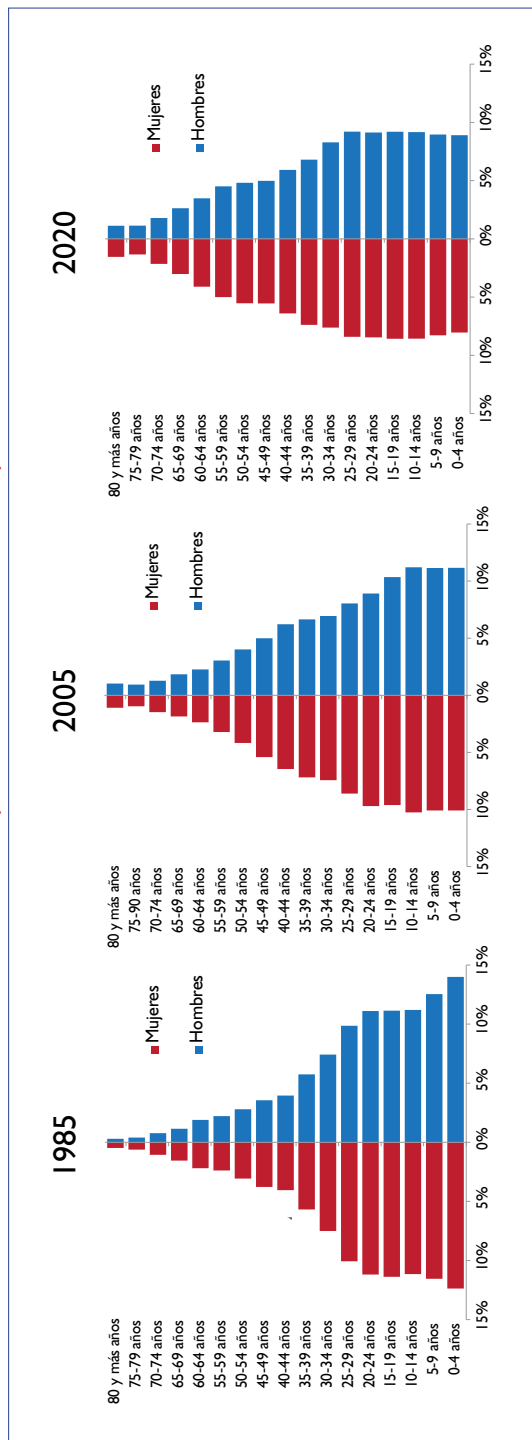 1985
Mujeres
Hombres
80 y más años
75-79 años
70-74 años
65-69 años
60-64 años
55-59 años
50-54 años
45-49 años
40-44 años
35-39 años
30-34 años
25-29 años
20-24 años
15-19 años
10-14 años
5-9 años
0-4 años
15% 10% 5% 0% 5% 10% 15%
2005
Mujeres
Hombres
80 y más años
75-90 años
70-74 años
65-69 años
60-64 años
55-59 años
50-54 años
45-49 años
40-44 años
35-39 años
30-34 años
25-29 años
20-24 años
15-19 años
10-14 años
5-9 años
0-4 años
15% 10% 5% 0% 5% 10% 15%
2020
Mujeres
Hombres
80 y más años
75-79 años
70-74 años
65-69 años
60-64 años
55-59 años
50-54 años
45-49 años
40-44 años
35-39 años
30-34 años
25-29 años
20-24 años
15-19 años
10-14 años
5-9 años
0-4 años
15% 10% 5% 0% 5% 10% 15%